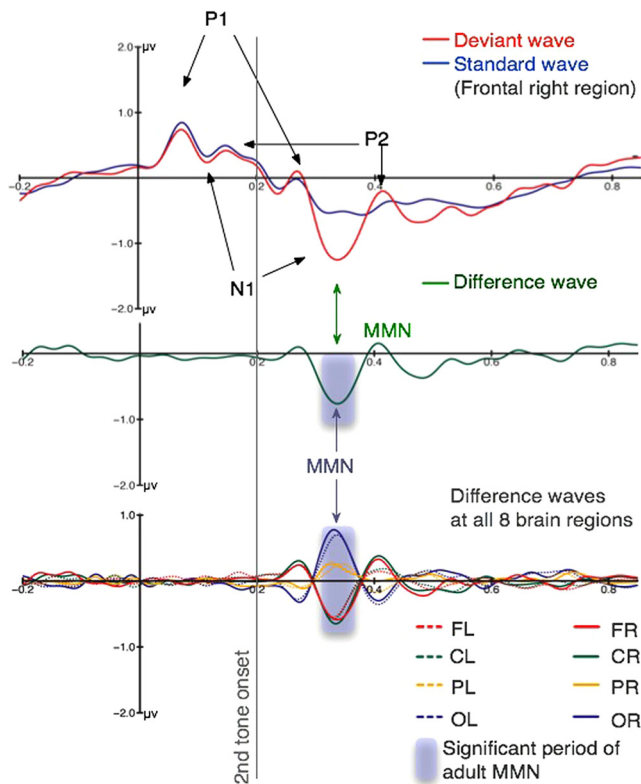 P1
μv
2.0
Deviant wave
Standard wave
(Frontal right region)
1.0
P2
-0.2
0.2
0.4
0.6
0.8
-1.0
N1
-2.0
Difference wave
μv
MMN
-0.2
0.2
0.4
0.6
0.8
-1.0
MMN
-2.0
μv
Difference waves
at all 8 brain regions
1.0
-0.2
0.2
0.4
0.6
0.8
FL
FR
CL
CR
-1.0
PL
PR
OL
OR
-2.0
μv
2nd tone onset
Significant period of
adult MMN